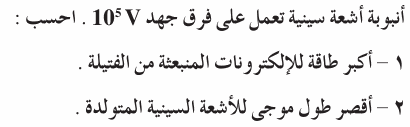 أنبوبة أشعة سينية تعمل على فرق جهد 10⁵ V . احسب :
١ – أكبر طاقة للإلكترونات المنبعثة من الفتيلة .
٢ – أقصر طول موجى للأشعة السينية المتولدة .